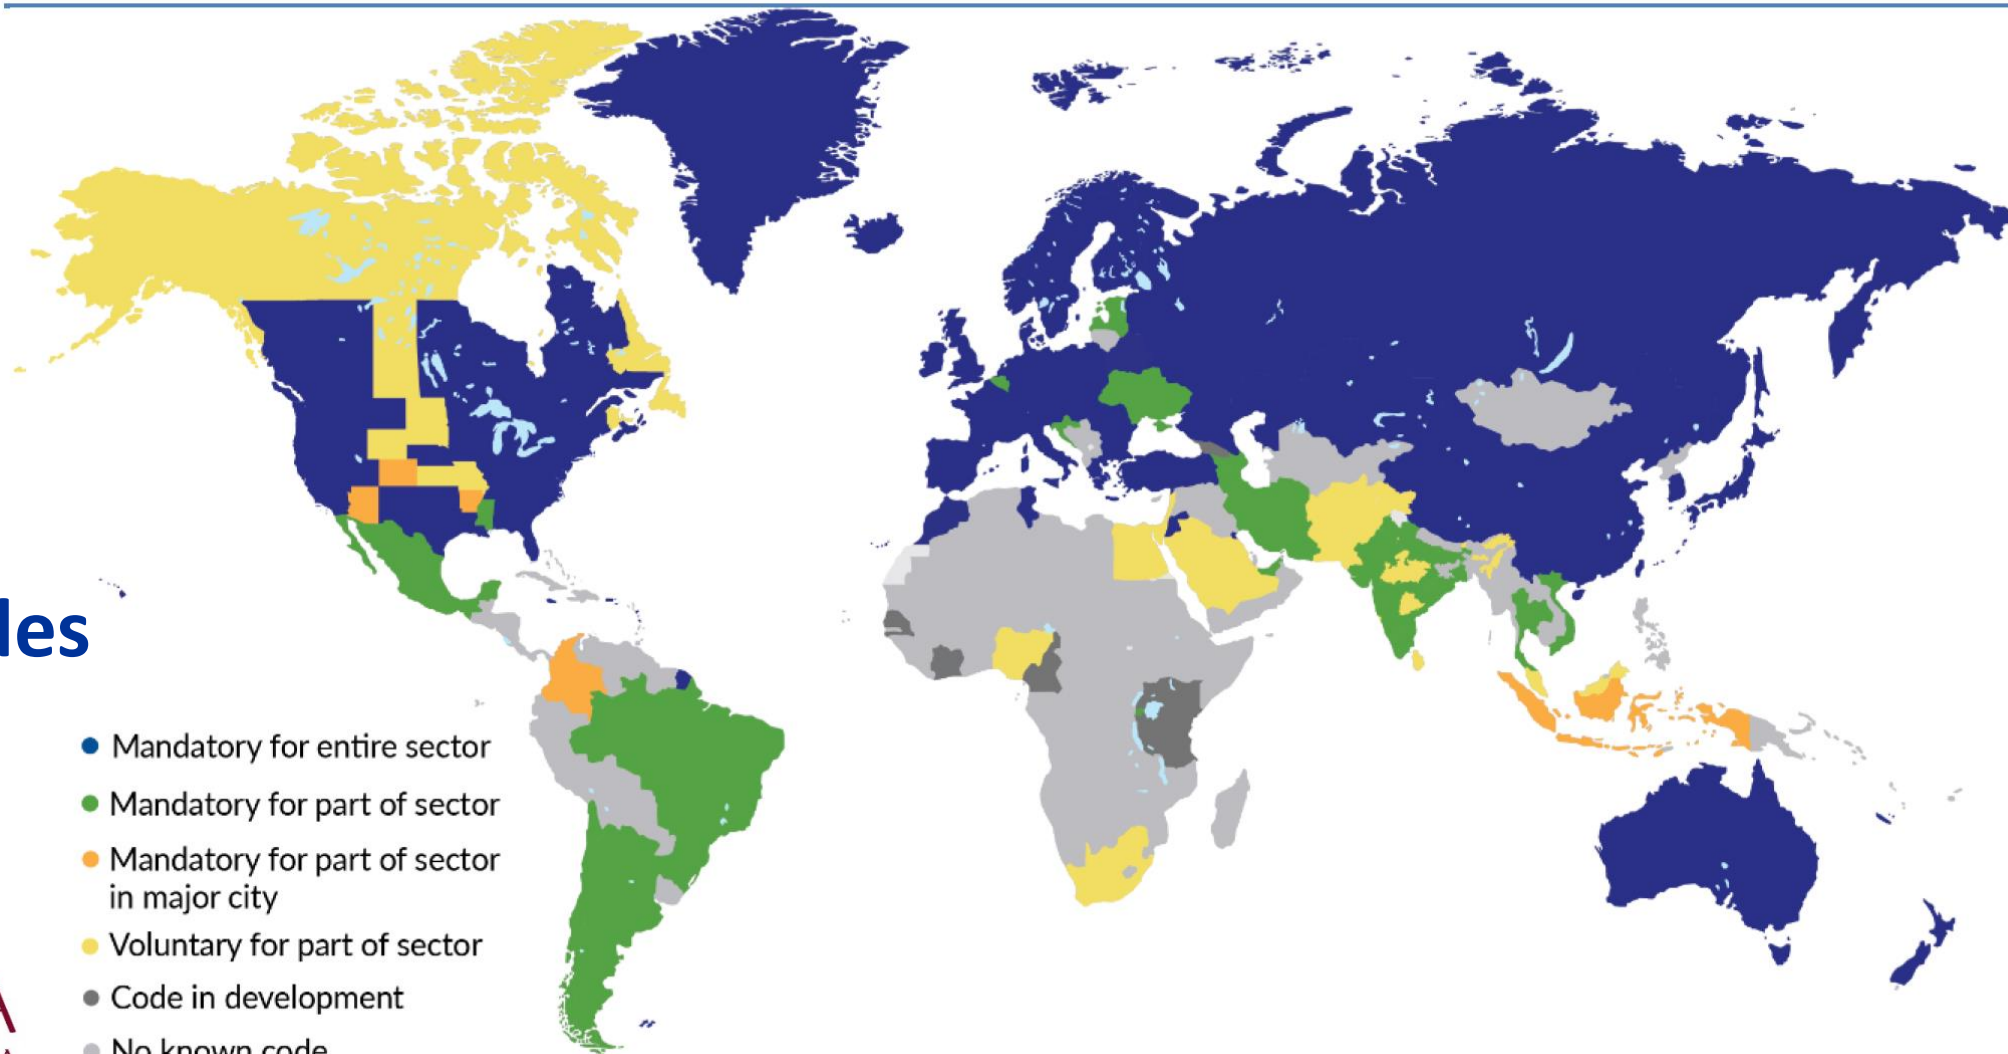 des
Mandatory for entire sector
Mandatory for part of sector
Mandatory for part of sector
in major city
Voluntary for part of sector
Code in development
No known code